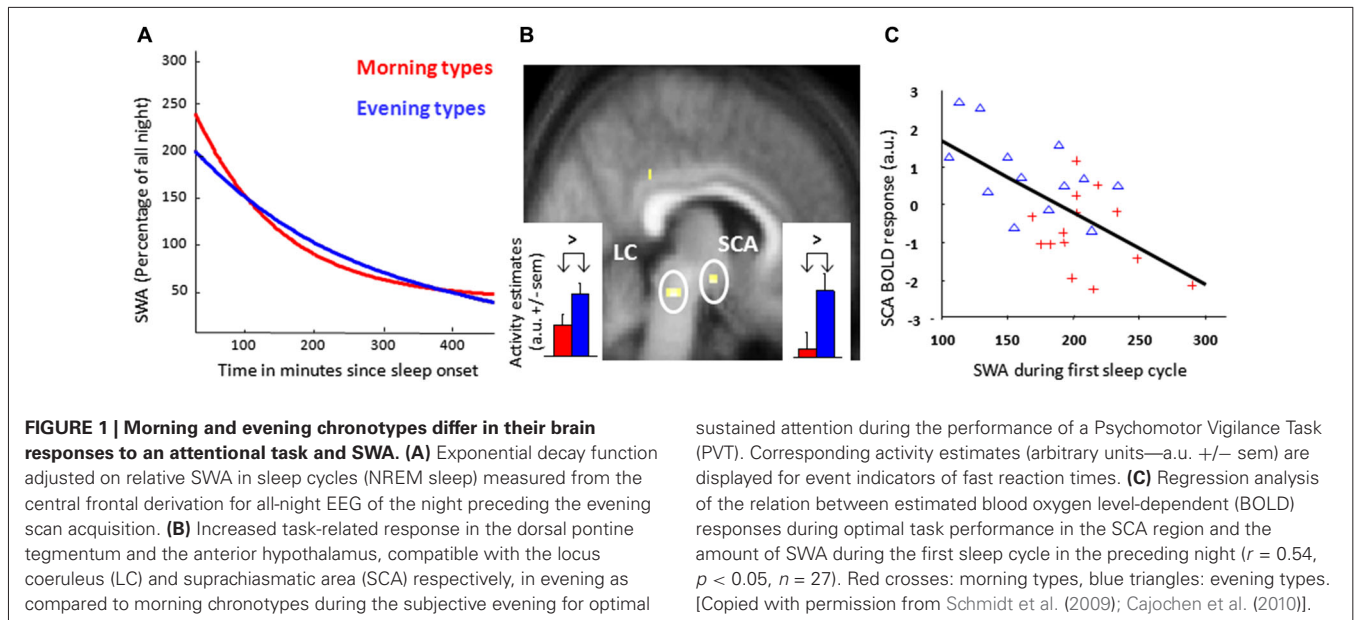 A
300
250
200
150
100
50
SWA (Percentage of all night)
Morning types
Evening types
100 200 300 400
Time in minutes since sleep onset
B
LC
SCA
>
>
Activity estimates
(a.u. +/- sem)
C
3
2
1
0
-1
-2
-3
SCA BOLD response (a.u.)
100 150 200 250 300
SWA during first sleep cycle
FIGURE 1 | Morning and evening chronotypes differ in their brain
responses to an attentional task and SWA. (A) Exponential decay function
adjusted on relative SWA in sleep cycles (NREM sleep) measured from the
central frontal derivation for all-night EEG of the night preceding the evening
scan acquisition. (B) Increased task-related response in the dorsal pontine
tegmentum and the anterior hypothalamus, compatible with the locus
coeruleus (LC) and suprachiasmatic area (SCA) respectively, in evening as
compared to morning chronotypes during the subjective evening for optimal
sustained attention during the performance of a Psychomotor Vigilance Task
(PVT). Corresponding activity estimates (arbitrary units—a.u. +/− sem) are
displayed for event indicators of fast reaction times. (C) Regression analysis
of the relation between estimated blood oxygen level-dependent (BOLD)
responses during optimal task performance in the SCA region and the
amount of SWA during the first sleep cycle in the preceding night (r = 0.54,
p < 0.05, n = 27). Red crosses: morning types, blue triangles: evening types.
[Copied with permission from Schmidt et al. (2009); Cajochen et al. (2010)].